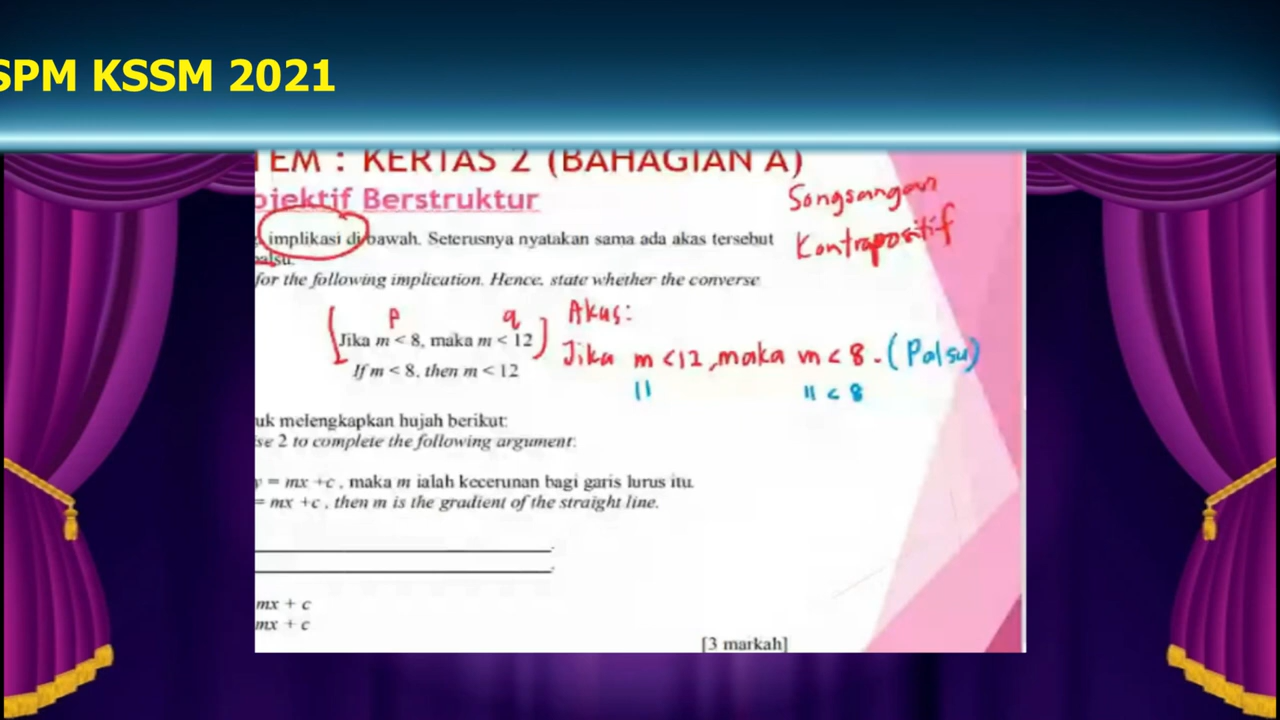 SPM KSSM 2021
TEM : KERTAS 2 (BAHAGIAN A)
bjektif Berstruktur
Songsangan
Kontrapositif
implikasi di bawah. Seterusnya nyatakan sama ada akas tersebut
palsu.
for the following implication. Hence, state whether the converse
p q
Akas:
Jika m < 8, maka m < 12
If m < 8, then m < 12
Jika m < 12, maka m < 8. (Palsu)
11 11 < 8
uk melengkapkan hujah berikut:
se 2 to complete the following argument:
y = mx +c , maka m ialah kecerunan bagi garis lurus itu.
= mx +c , then m is the gradient of the straight line.
mx + c
mx + c
[3 markah]